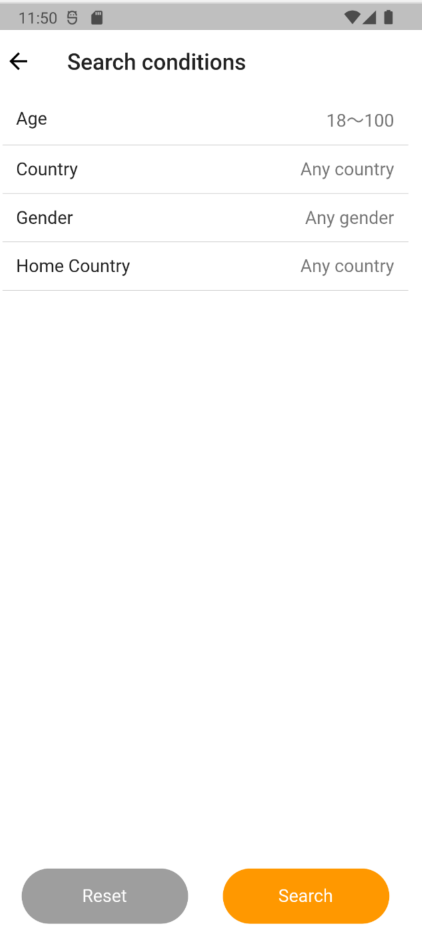 11:50
Search conditions
Age 18～100
Country Any country
Gender Any gender
Home Country Any country
Reset Search